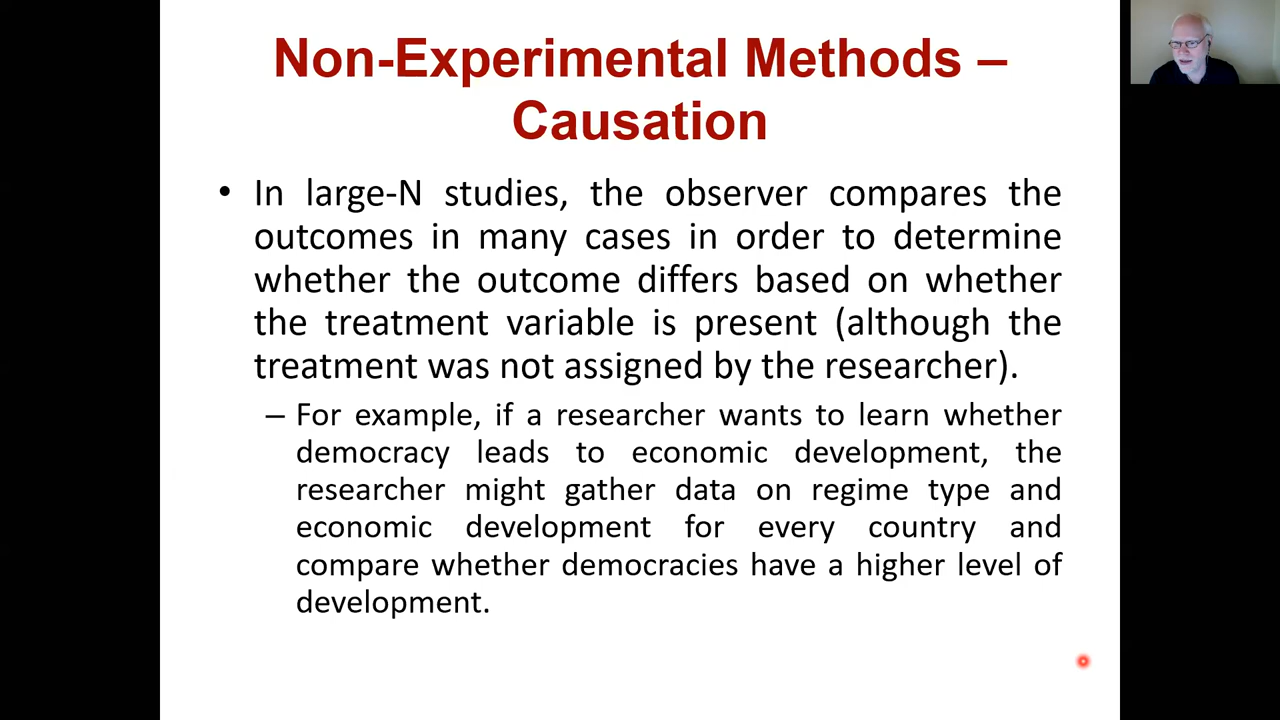 Non-Experimental Methods –
Causation
• In large-N studies, the observer compares the
outcomes in many cases in order to determine
whether the outcome differs based on whether
the treatment variable is present (although the
treatment was not assigned by the researcher).
– For example, if a researcher wants to learn whether
democracy leads to economic development, the
researcher might gather data on regime type and
economic development for every country and
compare whether democracies have a higher level of
development.